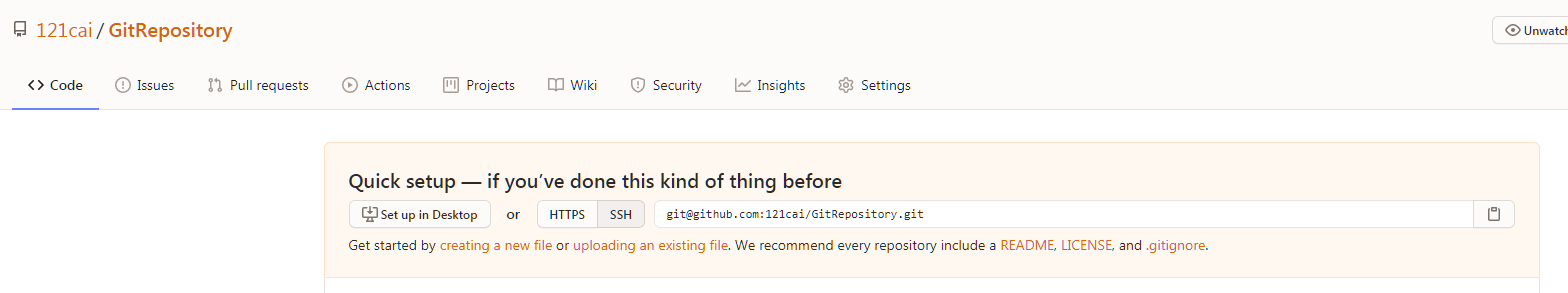 121cai / GitRepository
Unwatch
Code Issues Pull requests Actions Projects Wiki Security Insights Settings
Quick setup — if you’ve done this kind of thing before
Set up in Desktop or HTTPS SSH git@github.com:121cai/GitRepository.git
Get started by creating a new file or uploading an existing file. We recommend every repository include a README, LICENSE, and .gitignore.